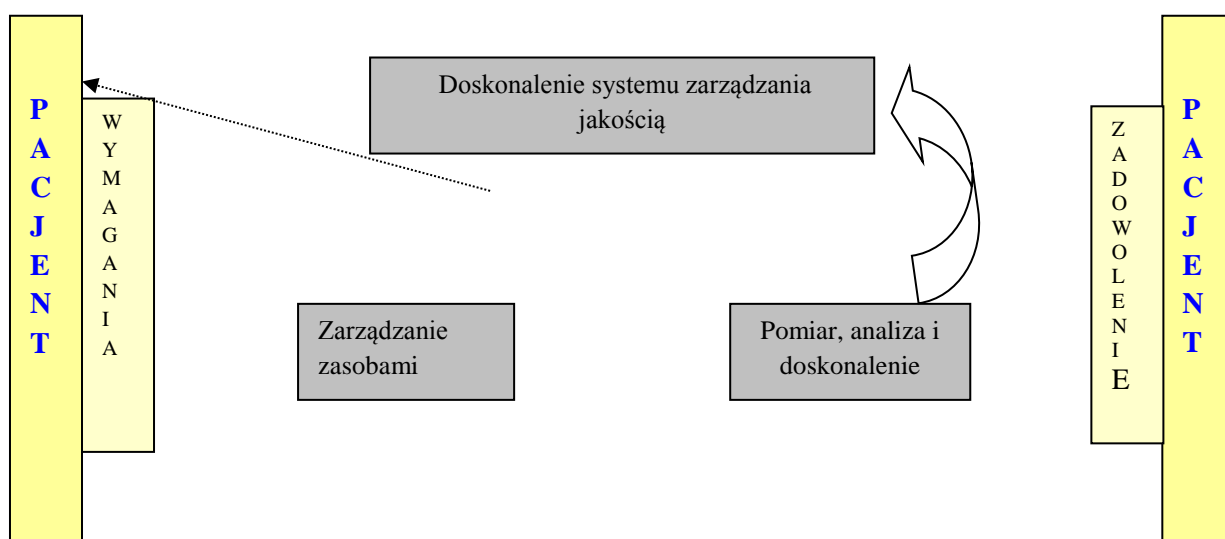 PACJENT
WYMAGANIA
Doskonalenie systemu zarządzania
jakością
Zarządzanie
zasobami
Pomiar, analiza i
doskonalenie
ZADOWOLENIE
PACJENT